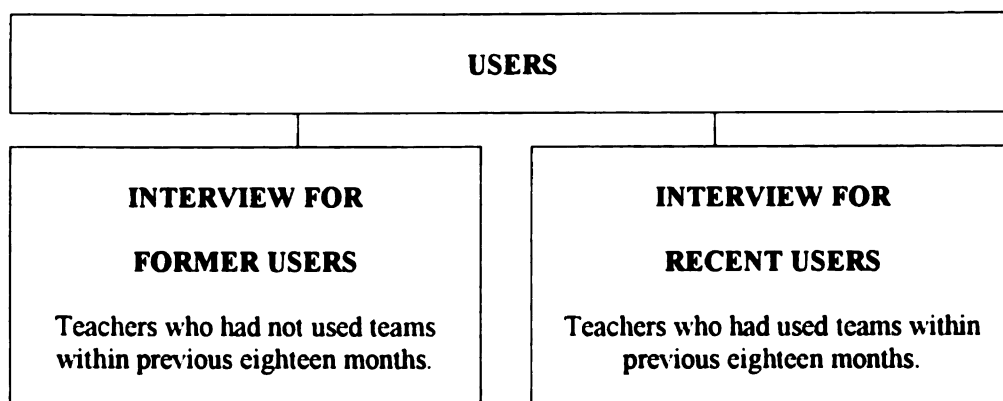 USERS
INTERVIEW FOR
FORMER USERS
Teachers who had not used teams
within previous eighteen months.
INTERVIEW FOR
RECENT USERS
Teachers who had used teams within
previous eighteen months.